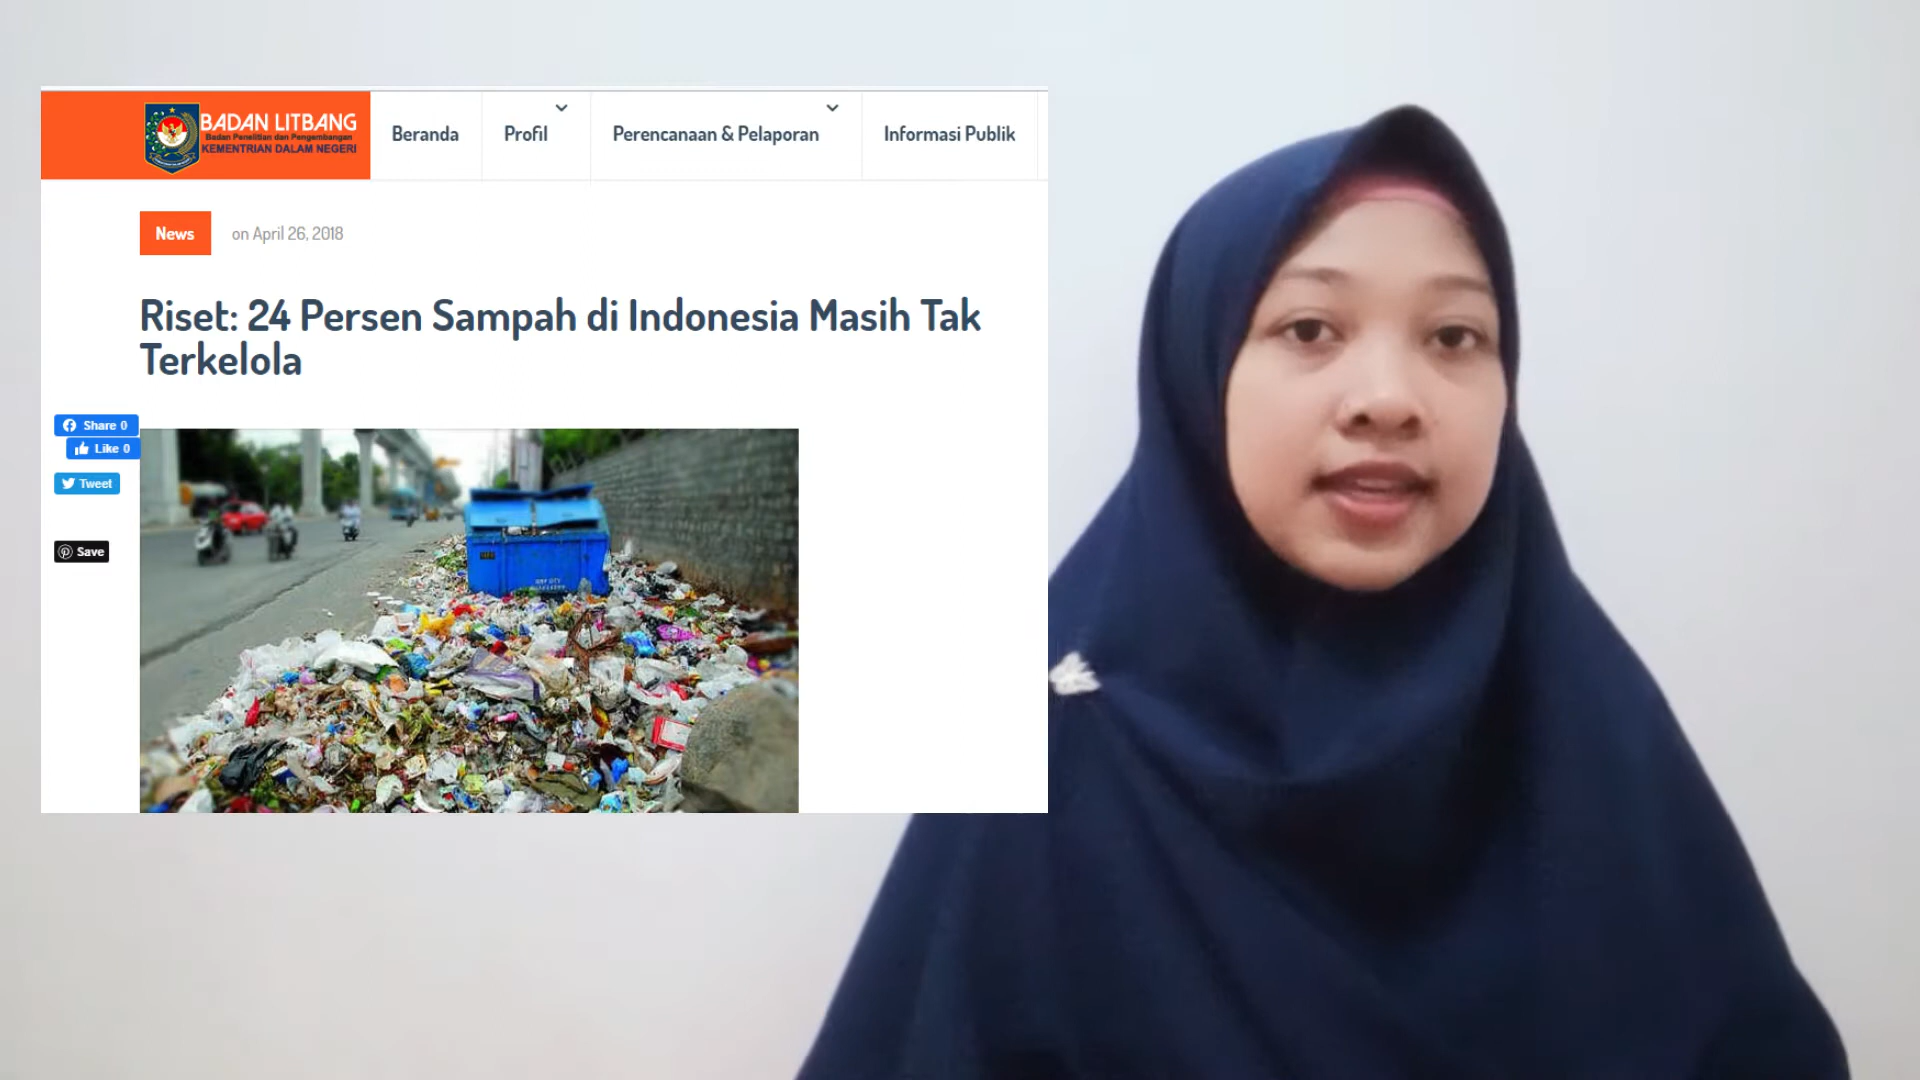 BADAN LITBANG
Badan Penelitian dan Pengembangan
KEMENTRIAN DALAM NEGERI
Beranda
Profil
Perencanaan & Pelaporan
Informasi Publik
News
on April 26, 2018
Riset: 24 Persen Sampah di Indonesia Masih Tak
Terkelola
Share 0
Like 0
Tweet
Save